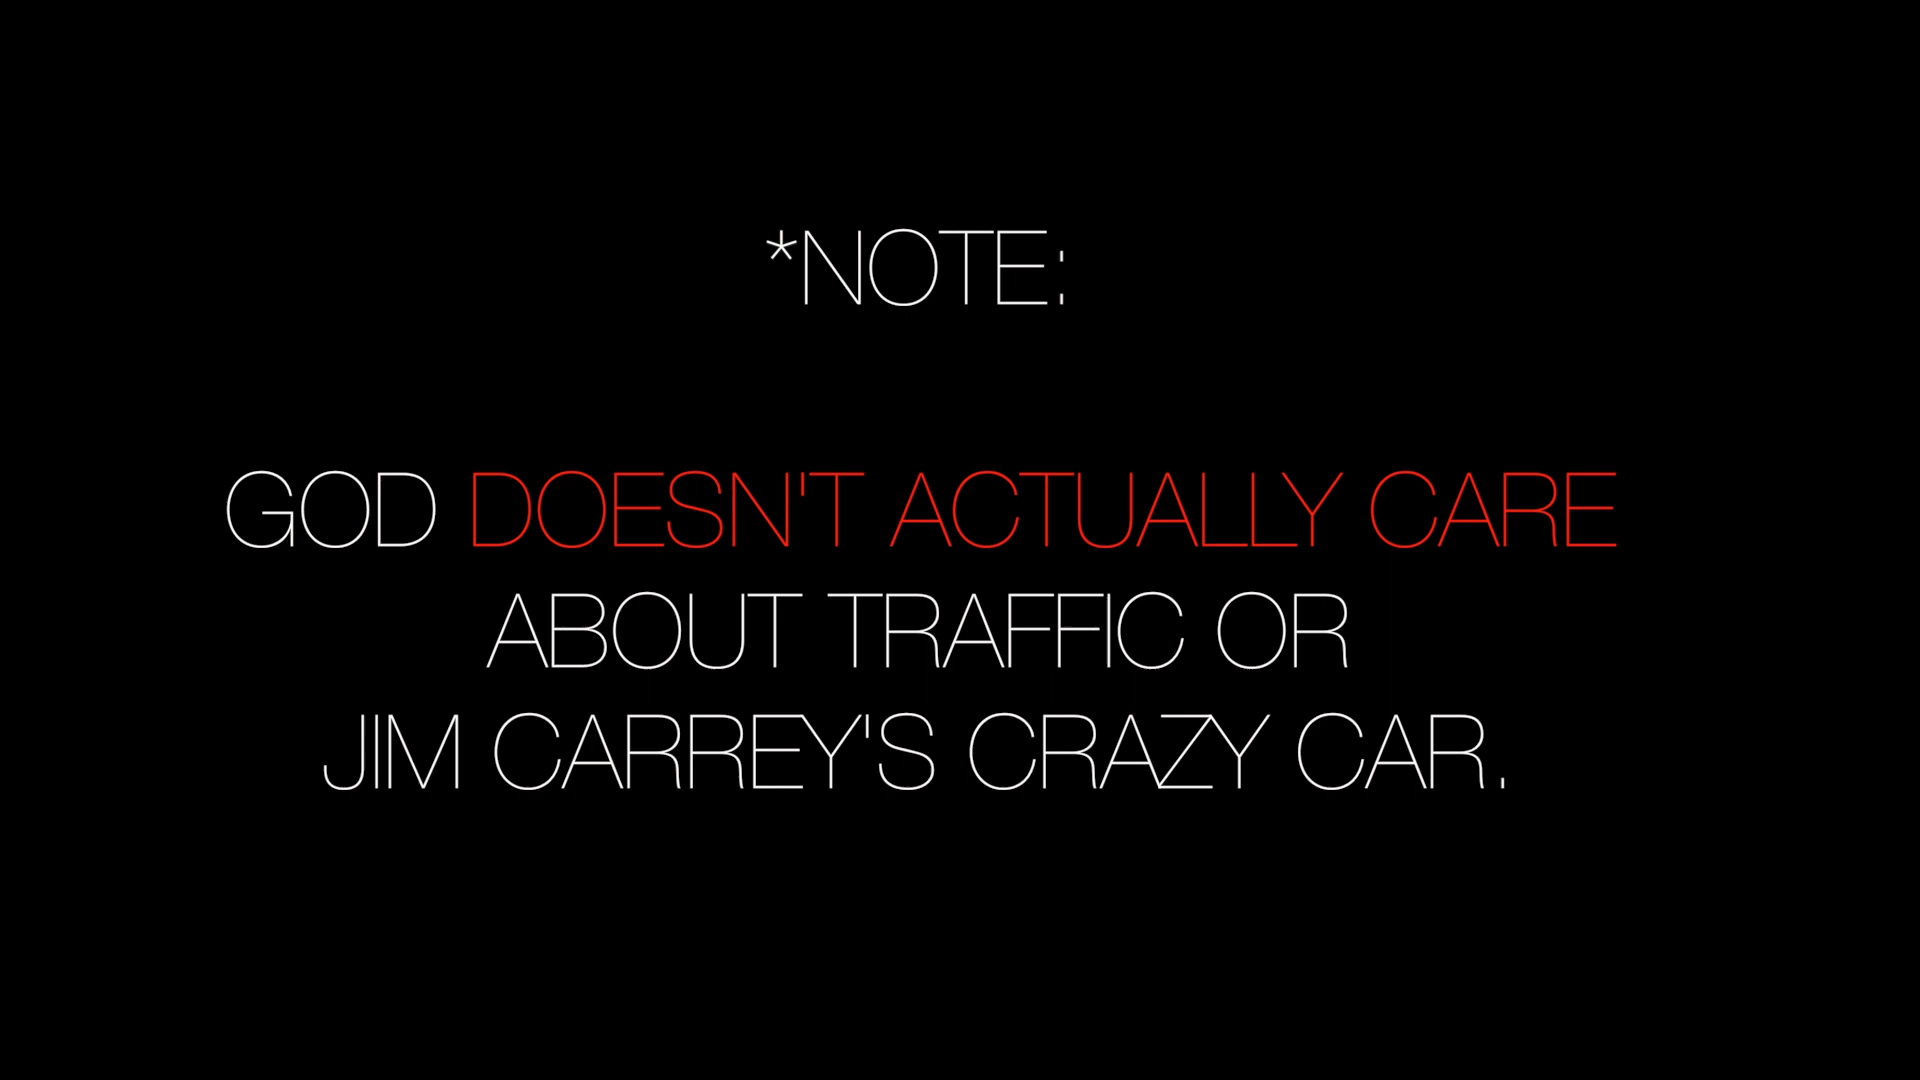 *NOTE:
GOD DOESN'T ACTUALLY CARE
ABOUT TRAFFIC OR
JIM CARREY'S CRAZY CAR.